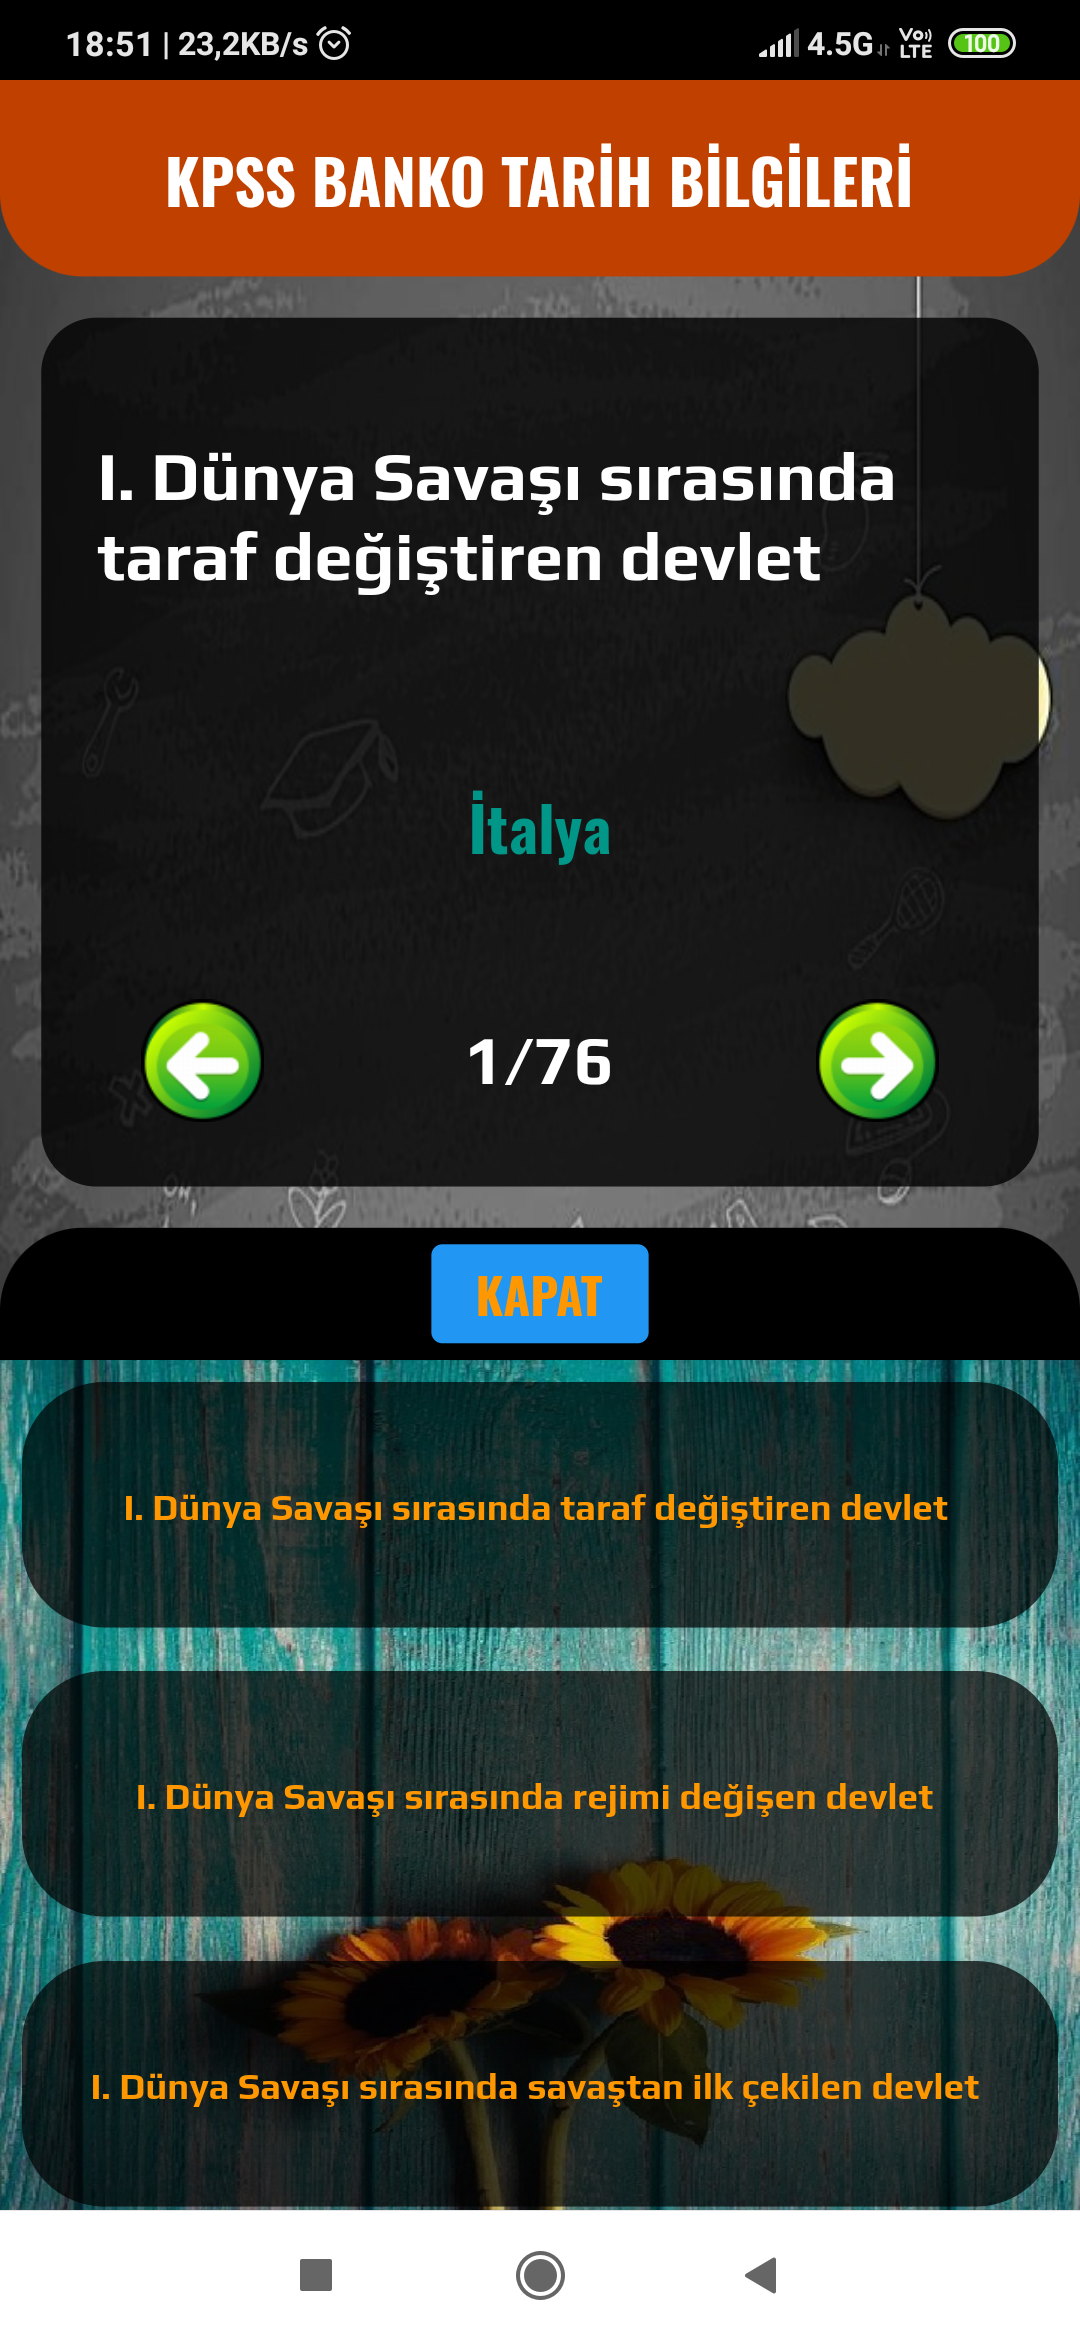 18:51 | 23,2KB/s 4.5G Vo)) LTE 100
KPSS BANKO TARİH BİLGİLERİ
I. Dünya Savaşı sırasında
taraf değiştiren devlet
İtalya
1/76
KAPAT
I. Dünya Savaşı sırasında taraf değiştiren devlet
I. Dünya Savaşı sırasında rejimi değişen devlet
I. Dünya Savaşı sırasında savaştan ilk çekilen devlet